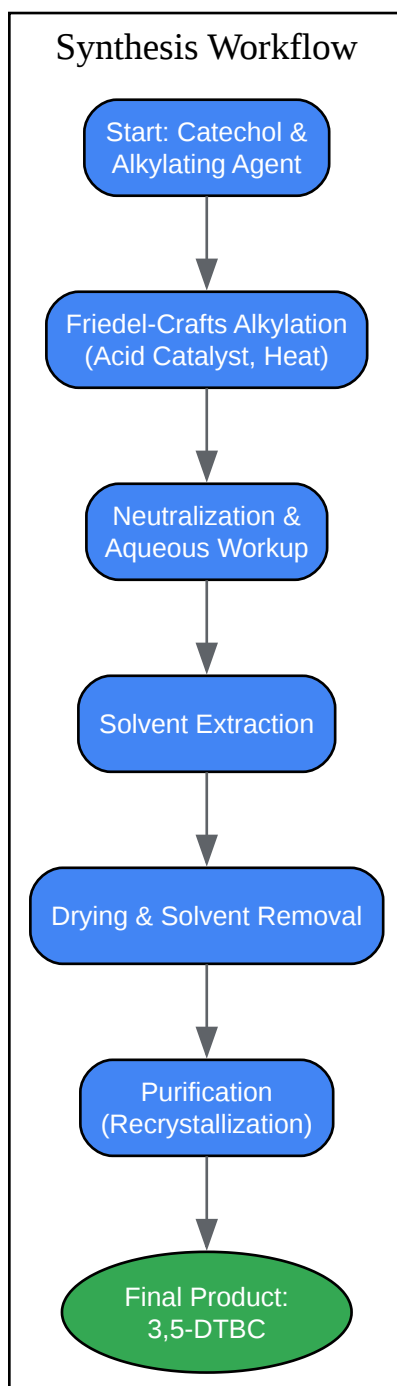 Synthesis Workflow
Start: Catechol &
Alkylating Agent
Friedel-Crafts Alkylation
(Acid Catalyst, Heat)
Neutralization &
Aqueous Workup
Solvent Extraction
Drying & Solvent Removal
Purification
(Recrystallization)
Final Product:
3,5-DTBC